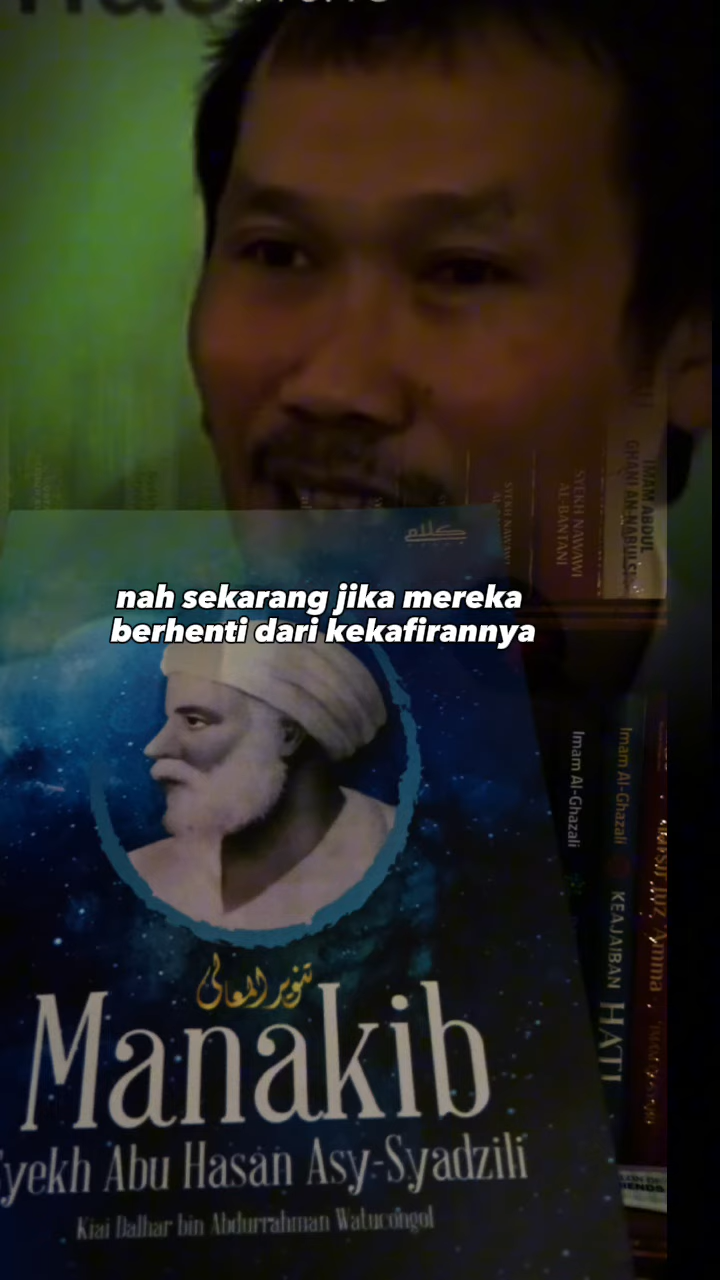 SYEKH NAWAWI
AL-BANTANI
IMAM ABDUL
GHANI AN-NABULSI
كلام
nah sekarang jika mereka
berhenti dari kekafirannya
Imam Al-Ghazali
Imam Al-Ghazali
KEAJAIBAN HATI
تنوير المعالى
Manakib
Syekh Abu Hasan Asy-Syadzili
Kiai Dalhar bin Abdurrahman Watucongol